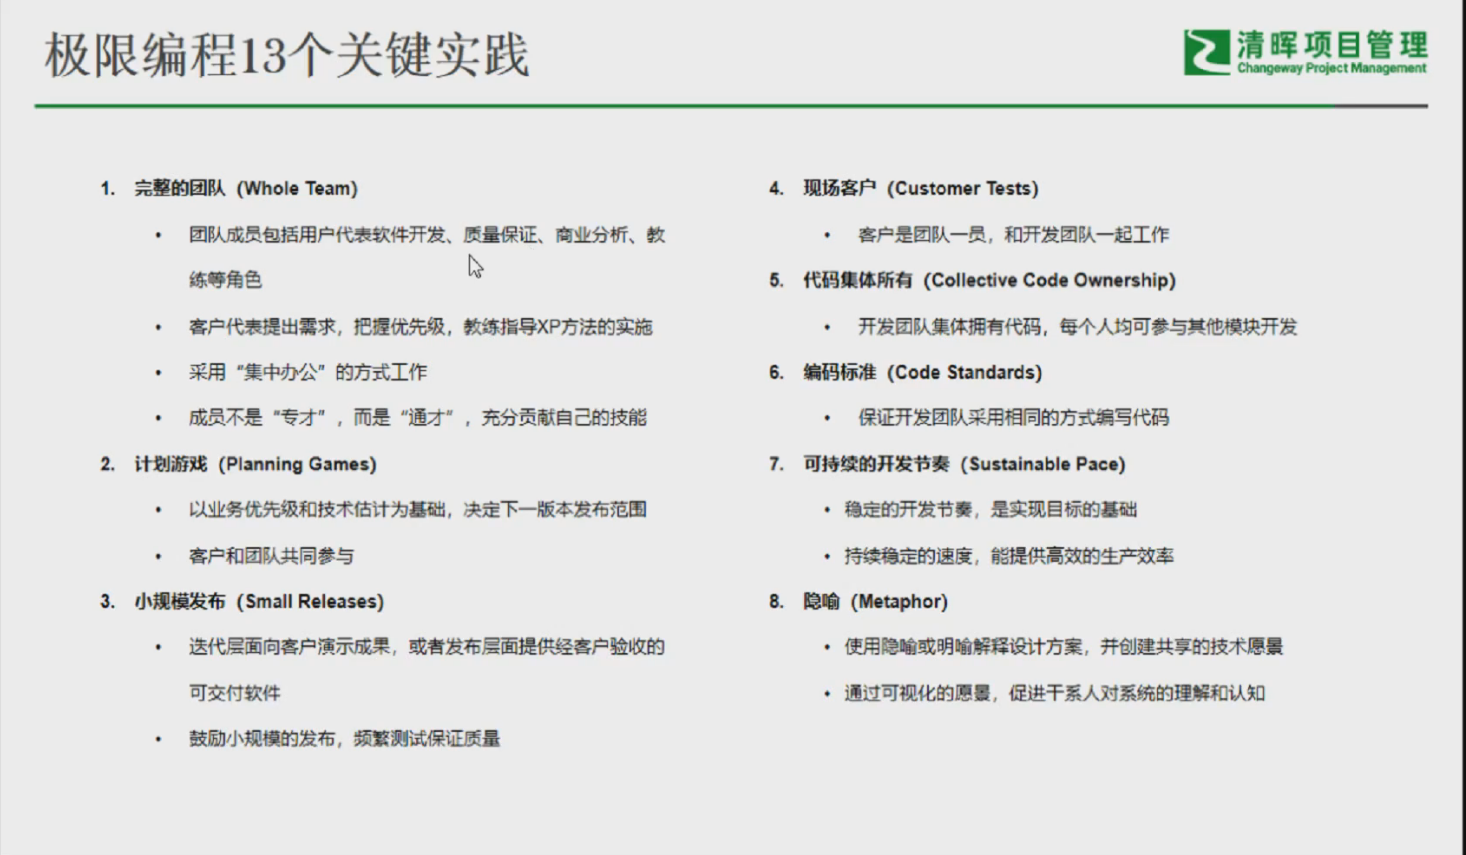 极限编程13个关键实践
清晖项目管理
Changeway Project Management
1. 完整的团队（Whole Team）
• 团队成员包括用户代表软件开发、质量保证、商业分析、教
练等角色
• 客户代表提出需求，把握优先级，教练指导XP方法的实施
• 采用“集中办公”的方式工作
• 成员不是“专才”，而是“通才”，充分贡献自己的技能
2. 计划游戏（Planning Games）
• 以业务优先级和技术估计为基础，决定下一版本发布范围
• 客户和团队共同参与
3. 小规模发布（Small Releases）
• 迭代层面向客户演示成果，或者发布层面提供经客户验收的
可交付软件
• 鼓励小规模的发布，频繁测试保证质量
4. 现场客户（Customer Tests）
• 客户是团队一员，和开发团队一起工作
5. 代码集体所有（Collective Code Ownership）
• 开发团队集体拥有代码，每个人均可参与其他模块开发
6. 编码标准（Code Standards）
• 保证开发团队采用相同的方式编写代码
7. 可持续的开发节奏（Sustainable Pace）
• 稳定的开发节奏，是实现目标的基础
• 持续稳定的速度，能提供高效的生产效率
8. 隐喻（Metaphor）
• 使用隐喻或明喻解释设计方案，并创建共享的技术愿景
• 通过可视化的愿景，促进干系人对系统的理解和认知